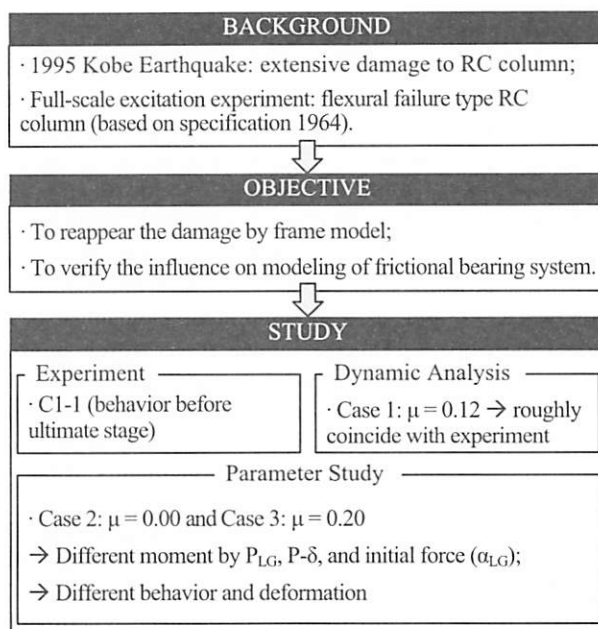 BACKGROUND
· 1995 Kobe Earthquake: extensive damage to RC column;
· Full-scale excitation experiment: flexural failure type RC
column (based on specification 1964).
OBJECTIVE
· To reappear the damage by frame model;
· To verify the influence on modeling of frictional bearing system.
STUDY
Experiment
· C1-1 (behavior before
ultimate stage)
Dynamic Analysis
· Case 1: μ = 0.12 → roughly
coincide with experiment
Parameter Study
· Case 2: μ = 0.00 and Case 3: μ = 0.20
→ Different moment by P_LG, P-δ, and initial force (α_LG);
→ Different behavior and deformation